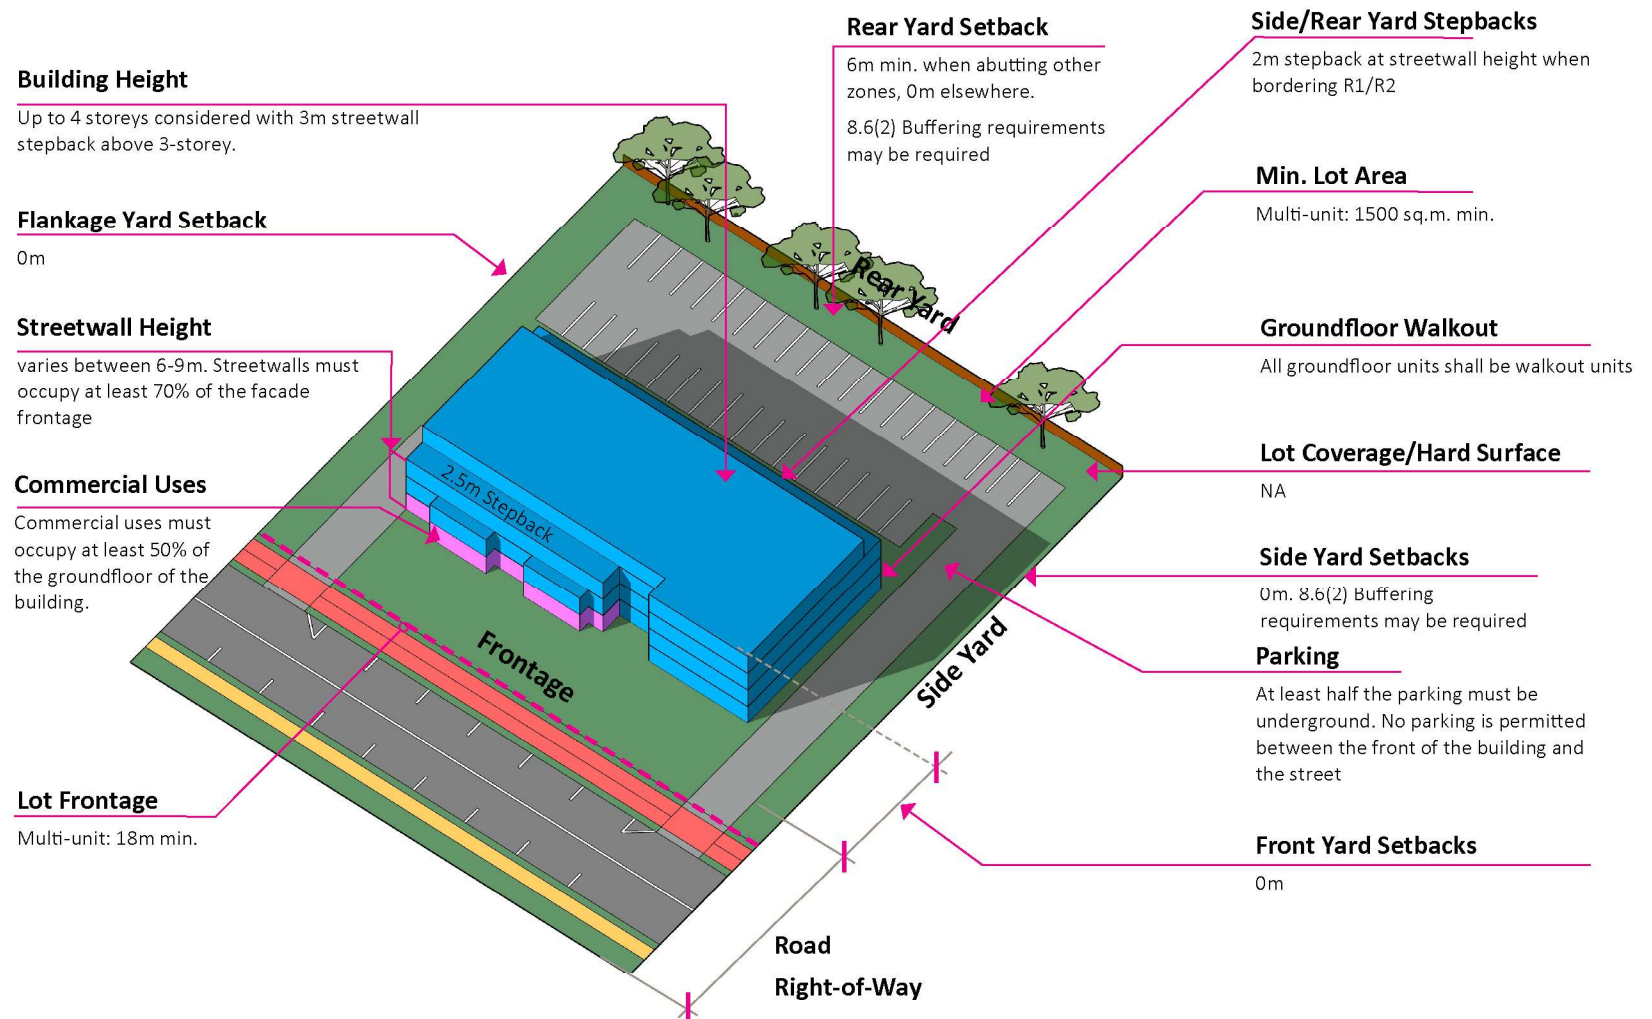 Building Height
Up to 4 storeys considered with 3m streetwall
stepback above 3-storey.
Flankage Yard Setback
0m
Streetwall Height
varies between 6-9m. Streetwalls must
occupy at least 70% of the facade
frontage
Commercial Uses
Commercial uses must
occupy at least 50% of
the groundfloor of the
building.
Lot Frontage
Multi-unit: 18m min.
Rear Yard Setback
6m min. when abutting other
zones, 0m elsewhere.
8.6(2) Buffering requirements
may be required
Rear Yard
2.5m Stepback
Frontage
Side Yard
Road
Right-of-Way
Side/Rear Yard Stepbacks
2m stepback at streetwall height when
bordering R1/R2
Min. Lot Area
Multi-unit: 1500 sq.m. min.
Groundfloor Walkout
All groundfloor units shall be walkout units
Lot Coverage/Hard Surface
NA
Side Yard Setbacks
0m. 8.6(2) Buffering
requirements may be required
Parking
At least half the parking must be
underground. No parking is permitted
between the front of the building and
the street
Front Yard Setbacks
0m